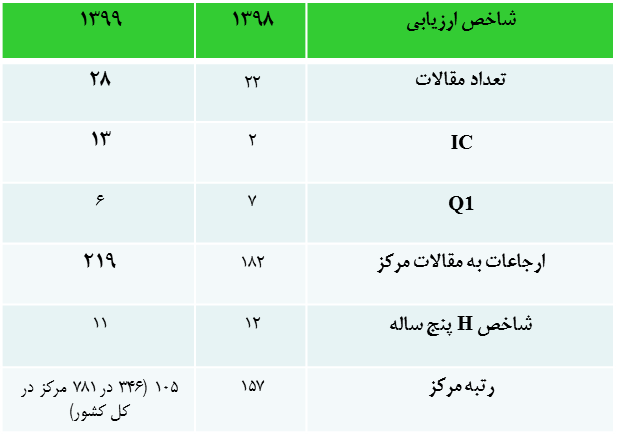 شاخص ارزیابی ۱۳۹۸ ۱۳۹۹
تعداد مقالات ۲۲ ۲۸
IC ۲ ۱۳
Q1 ۷ ۶
ارجاعات به مقالات مرکز ۱۸۲ ۲۱۹
شاخص H پنج ساله ۱۲ ۱۱
رتبه مرکز ۱۵۷ ۱۰۵ (۳۴۶ در ۷۸۱ مرکز در
کل کشور)